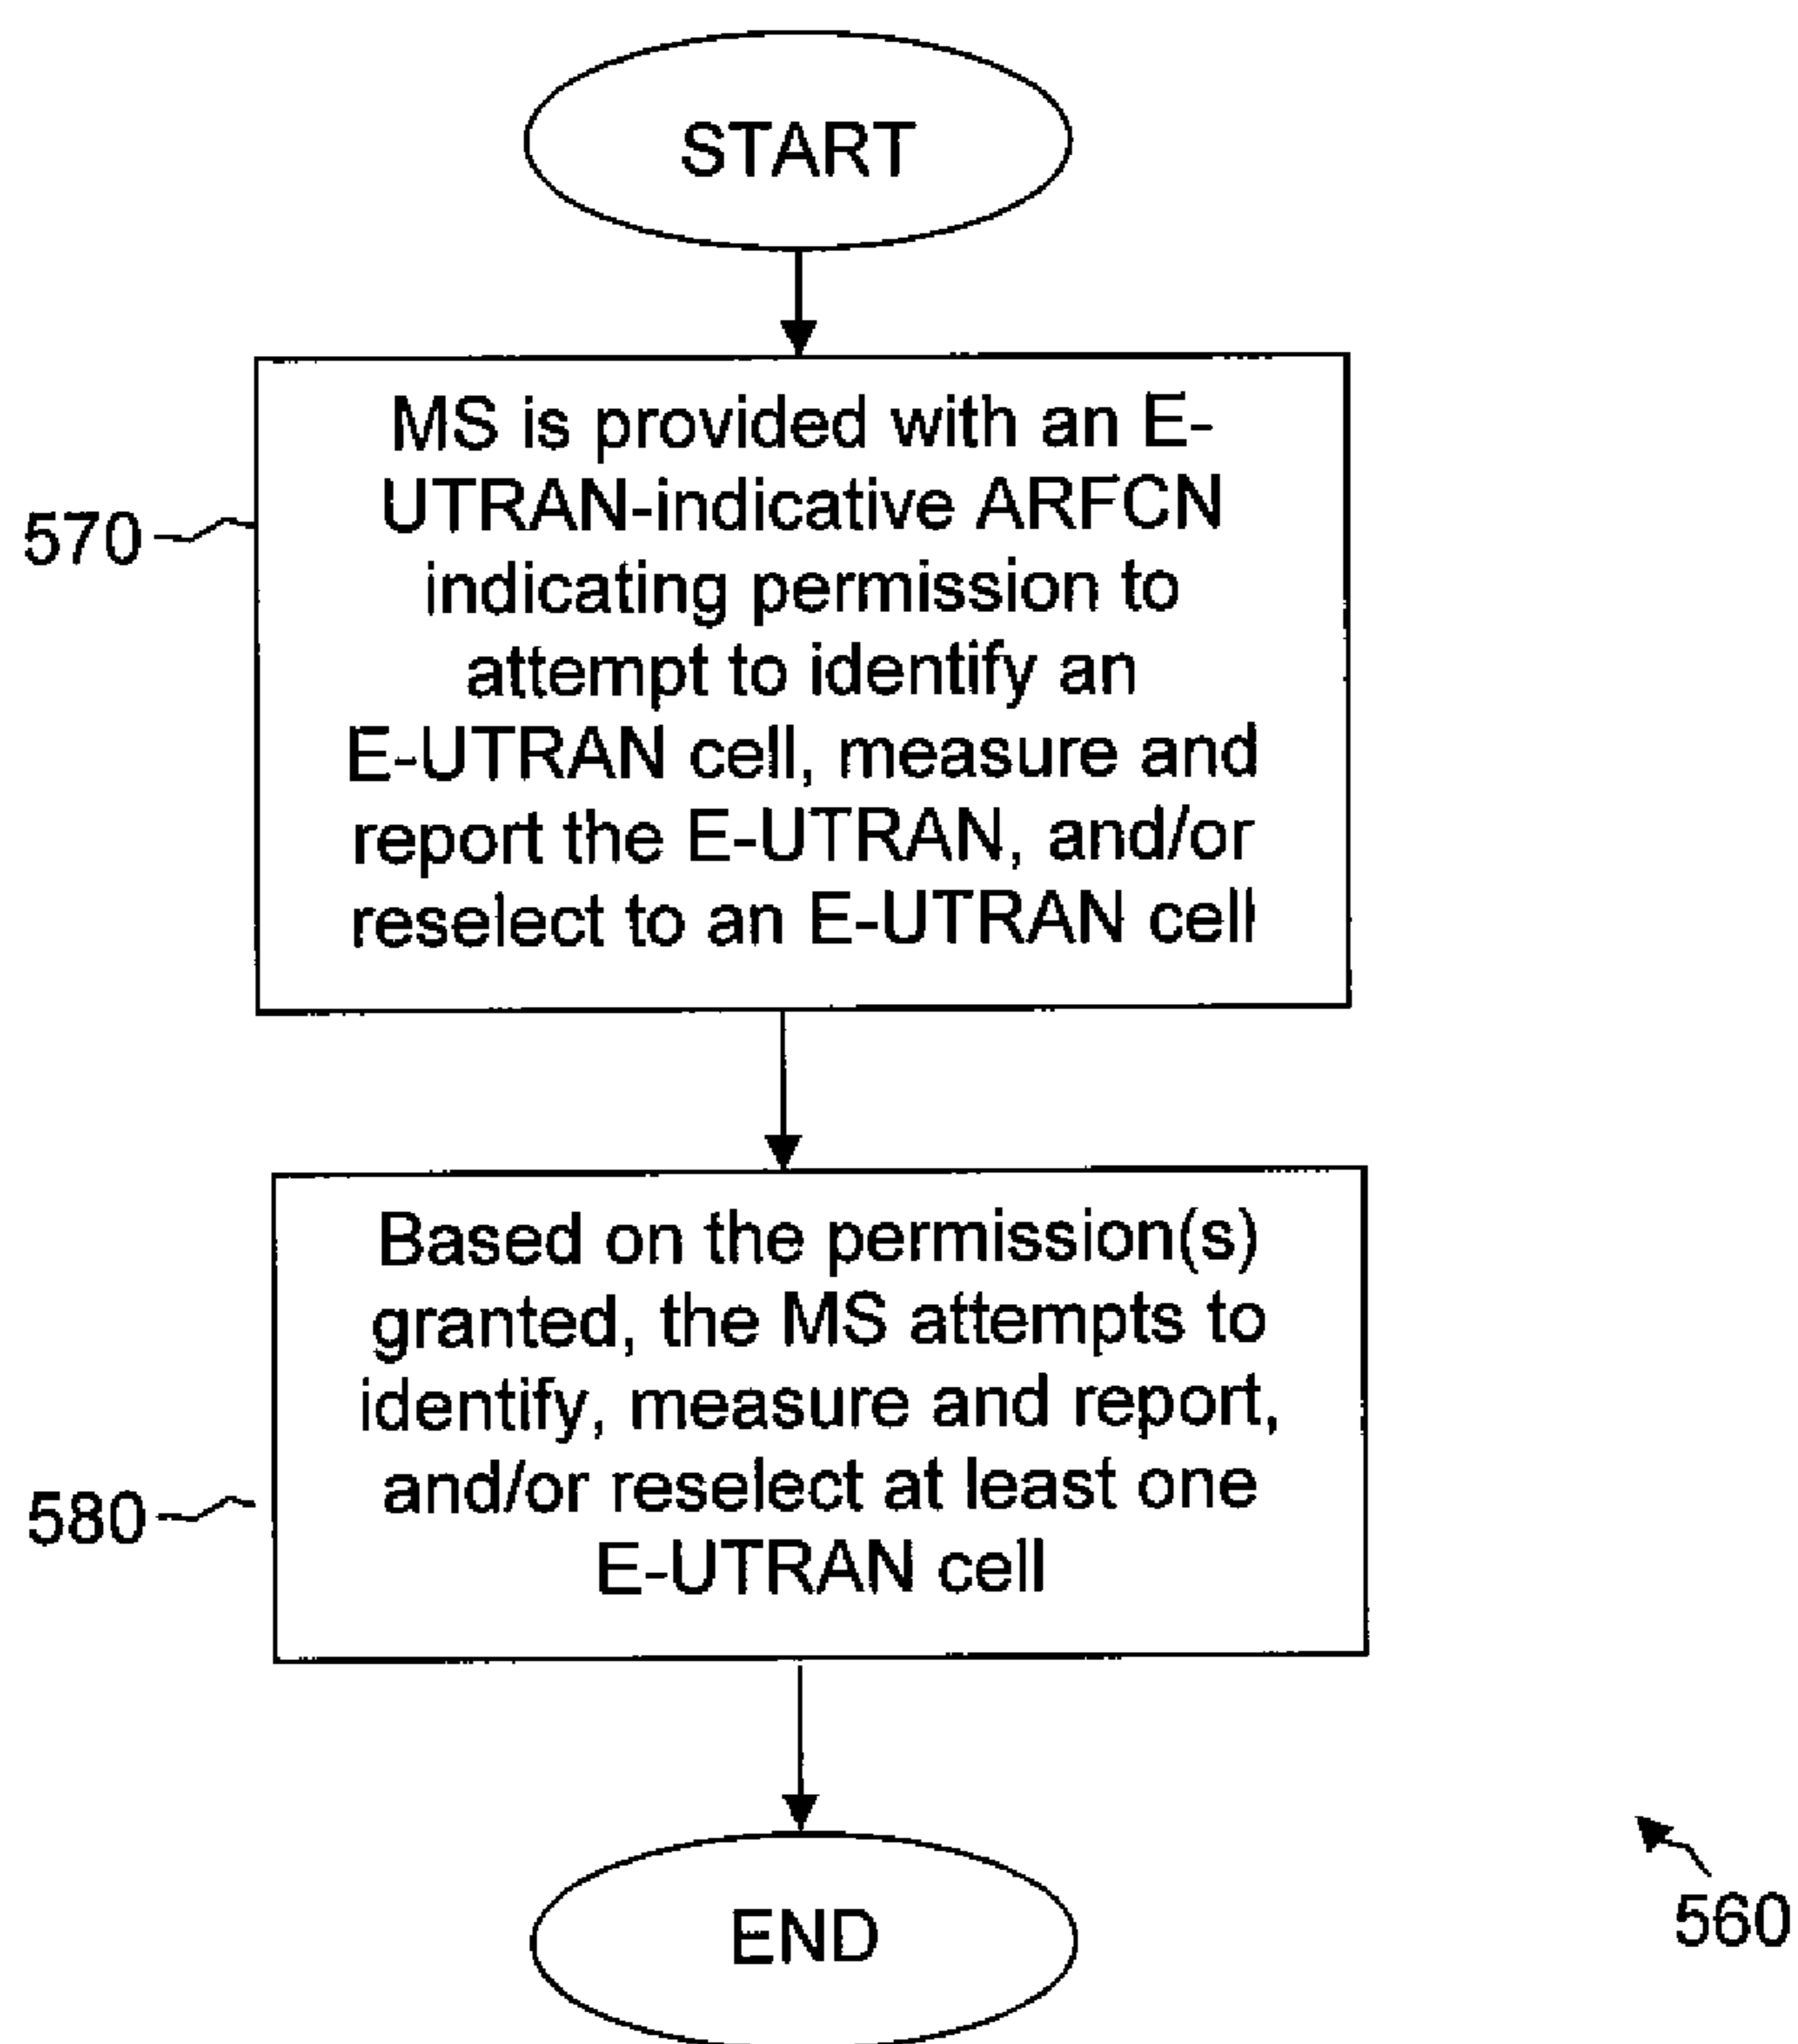 START
MS is provided with an E-
UTRAN-indicative ARFCN
indicating permission to
attempt to identify an
E-UTRAN cell, measure and
report the E-UTRAN, and/or
reselect to an E-UTRAN cell
570
Based on the permission(s)
granted, the MS attempts to
identify, measure and report,
and/or reselect at least one
E-UTRAN cell
580
END
560